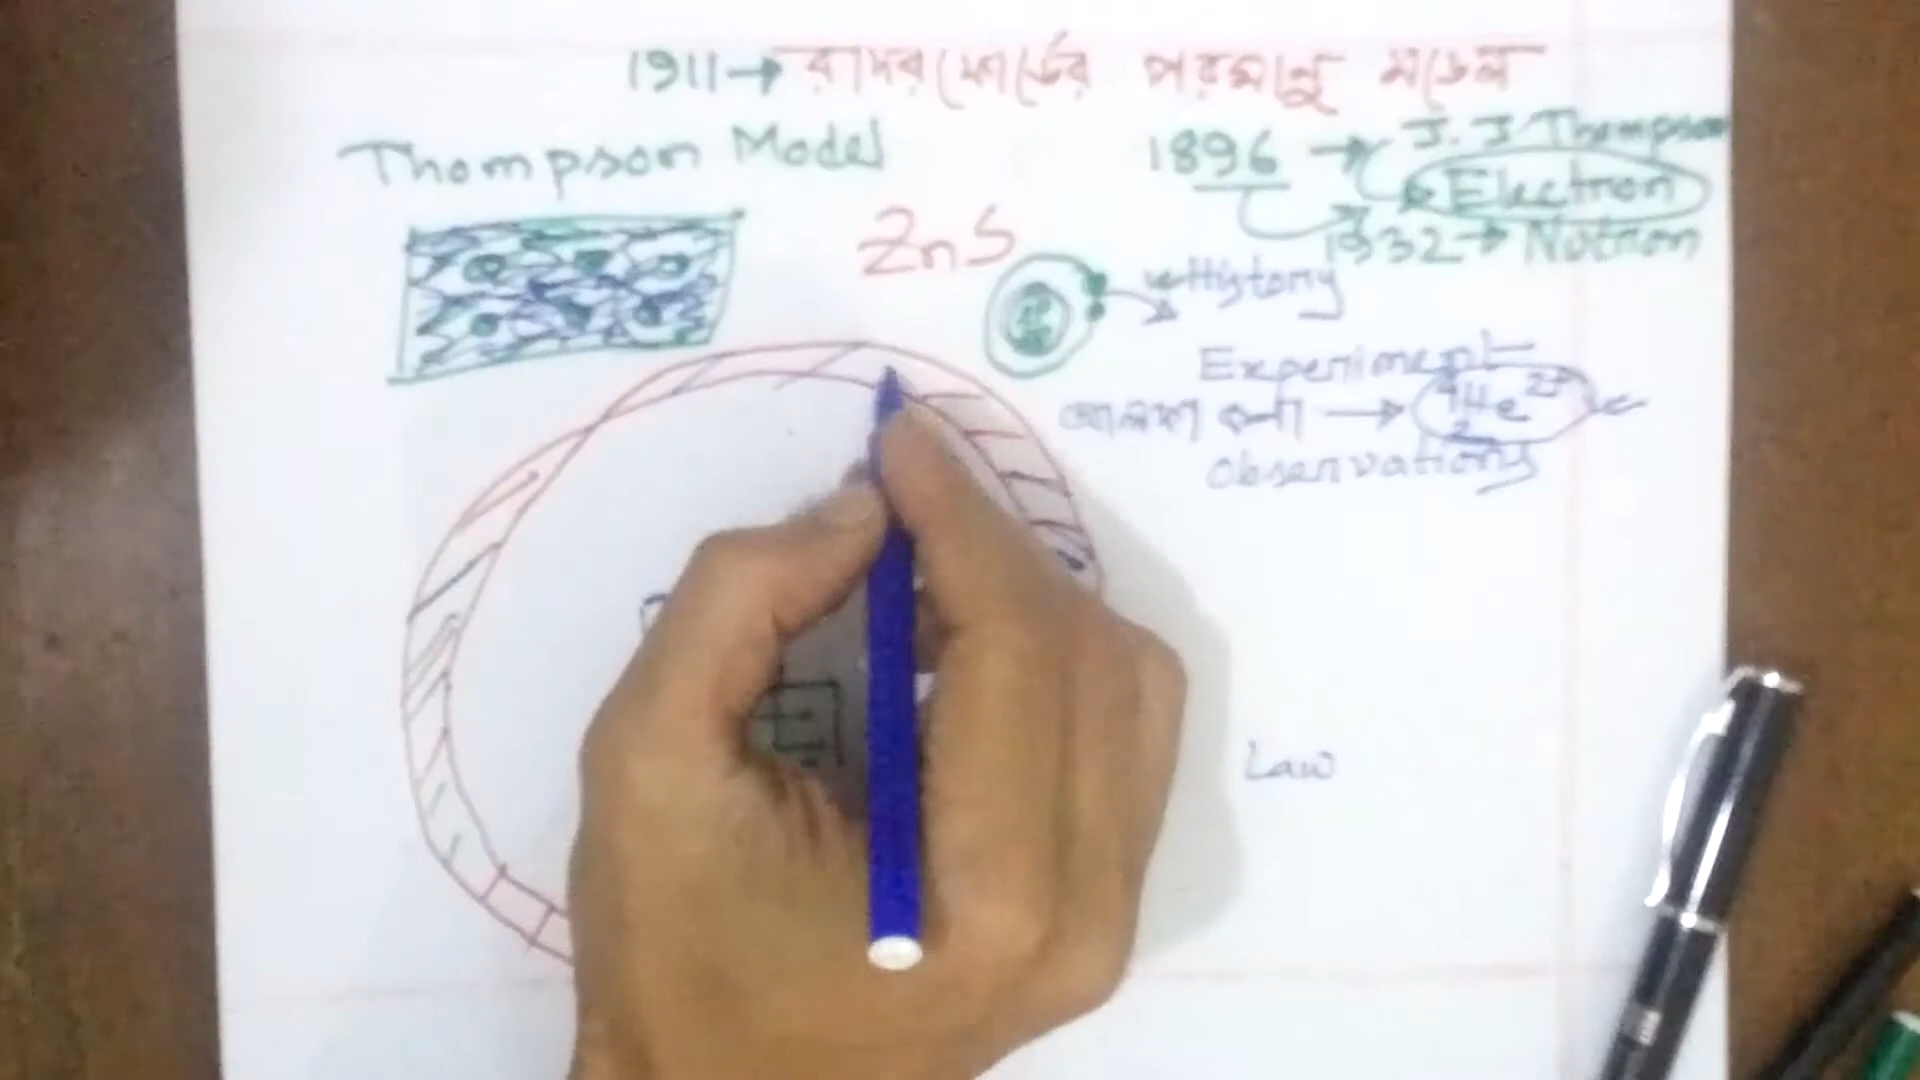 1911→ রাদারফোর্ডের পরমানু মডেল
Thompson Model
1896 → J. J Thompson
Electron
1932 → Nutron
ZnS
History
Experiment
আলফা কণা → ⁴₂He²⁺
Observations
Law